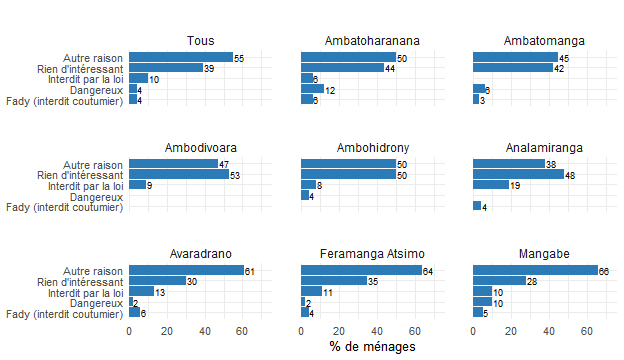 Tous Ambatoharanana Ambatomanga
Autre raison 55 50 45
Rien d'intéressant 39 44 42
Interdit par la loi 10 6
Dangereux 4 12 6
Fady (interdit coutumier) 4 6 3
Ambodivoara Ambohidrony Analamiranga
Autre raison 47 50 38
Rien d'intéressant 53 50 48
Interdit par la loi 9 8 19
Dangereux 4
Fady (interdit coutumier) 4
Avaradrano Feramanga Atsimo Mangabe
Autre raison 61 64 66
Rien d'intéressant 30 35 28
Interdit par la loi 13 11 10
Dangereux 2 2 10
Fady (interdit coutumier) 6 4 5
0 20 40 60 0 20 40 60 0 20 40 60
% de ménages